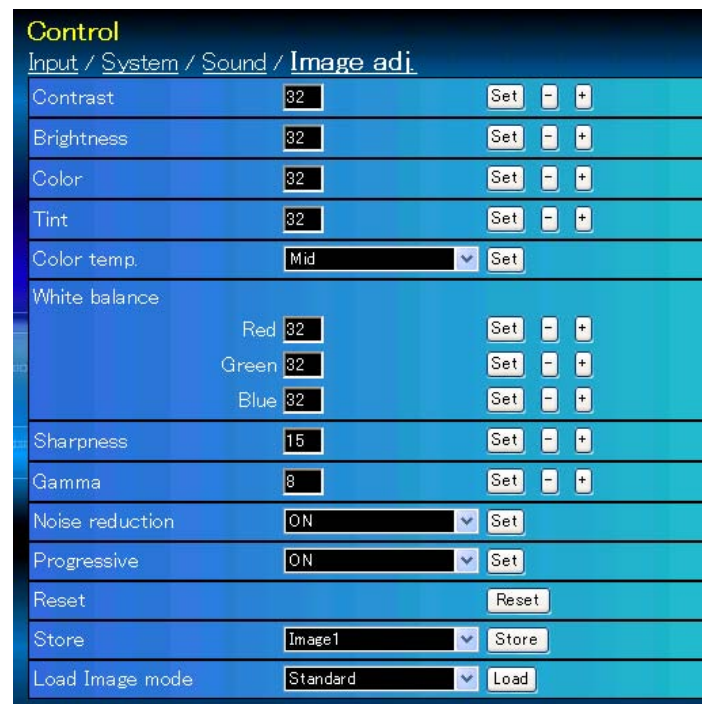 Control
Input / System / Sound / Image adj.
Contrast 32 Set - +
Brightness 32 Set - +
Color 32 Set - +
Tint 32 Set - +
Color temp. Mid Set
White balance
Red 32 Set - +
Green 32 Set - +
Blue 32 Set - +
Sharpness 15 Set - +
Gamma 8 Set - +
Noise reduction ON Set
Progressive ON Set
Reset Reset
Store Image1 Store
Load Image mode Standard Load